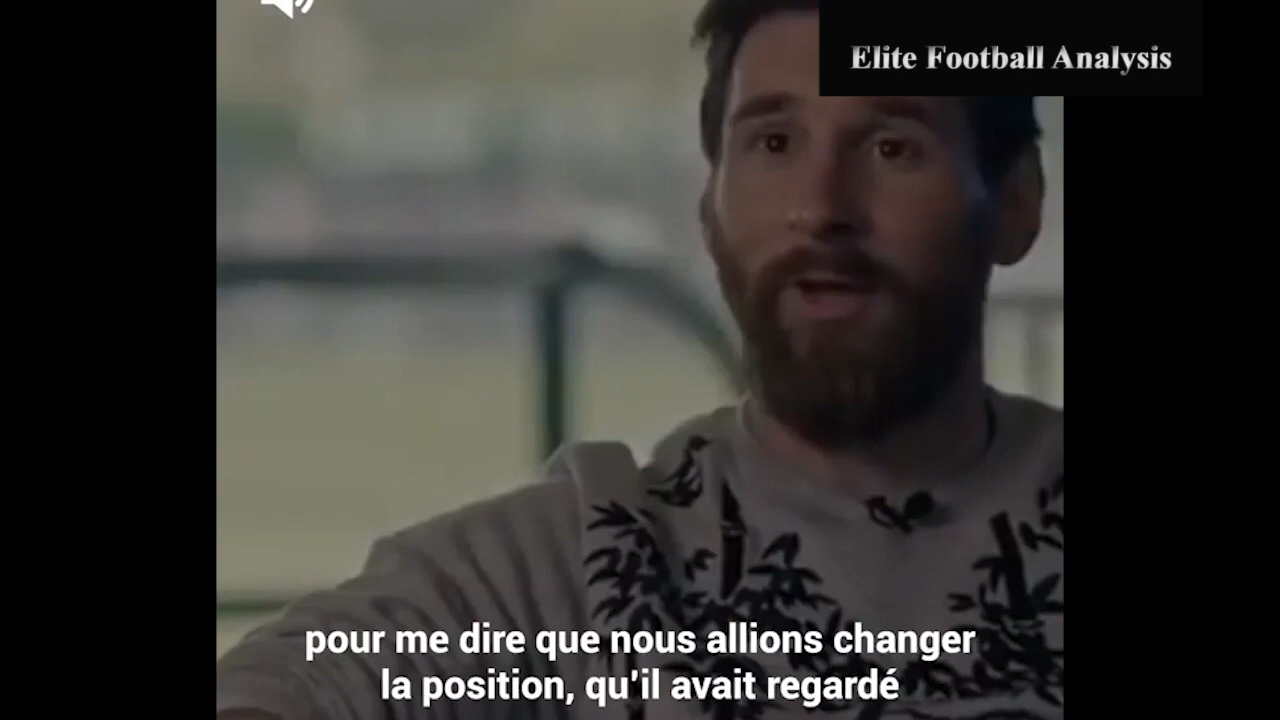 Elite Football Analysis
pour me dire que nous allions changer
la position, qu'il avait regardé